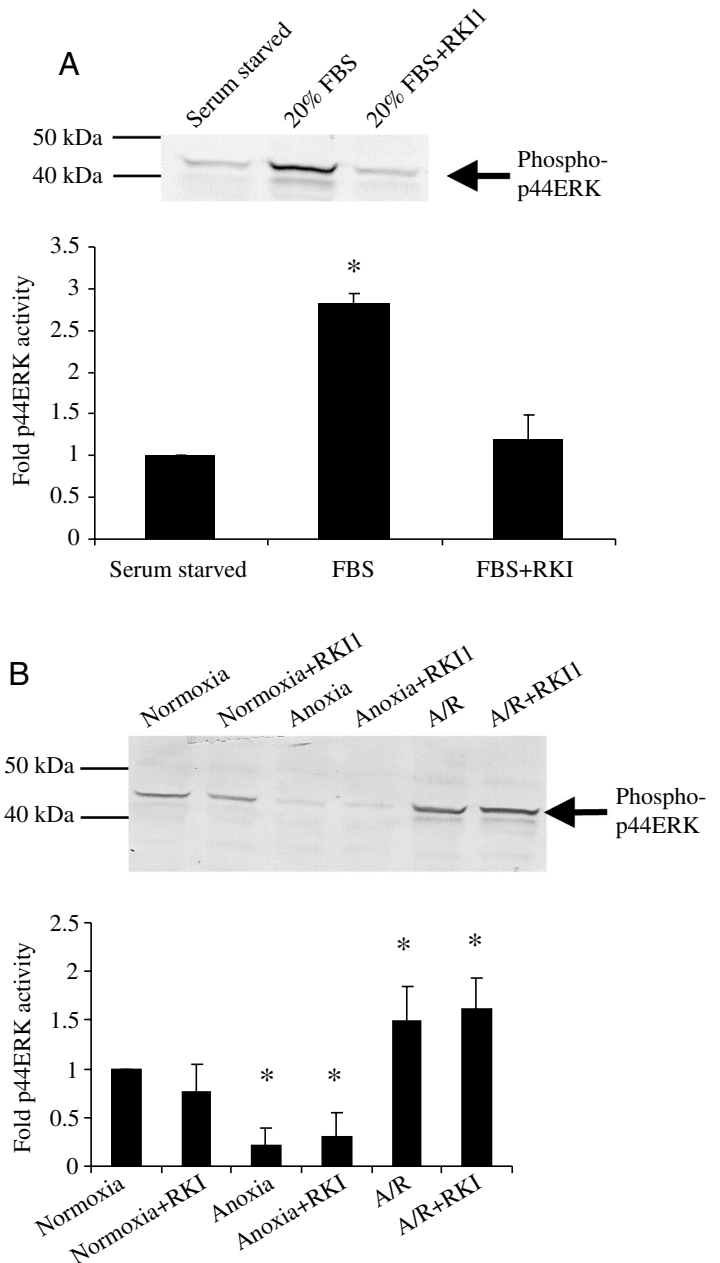 A
Serum starved
20% FBS
20% FBS+RKI1
50 kDa
40 kDa
Phospho-
p44ERK
Fold p44ERK activity
3.5
3
2.5
2
1.5
1
0.5
0
*
Serum starved
FBS
FBS+RKI
B
Normoxia
Normoxia+RKI1
Anoxia
Anoxia+RKI1
A/R
A/R+RKI1
50 kDa
40 kDa
Phospho-
p44ERK
Fold p44ERK activity
2.5
2
1.5
1
0.5
0
*
*
*
*
Normoxia
Normoxia+RKI
Anoxia
Anoxia+RKI
A/R
A/R+RKI